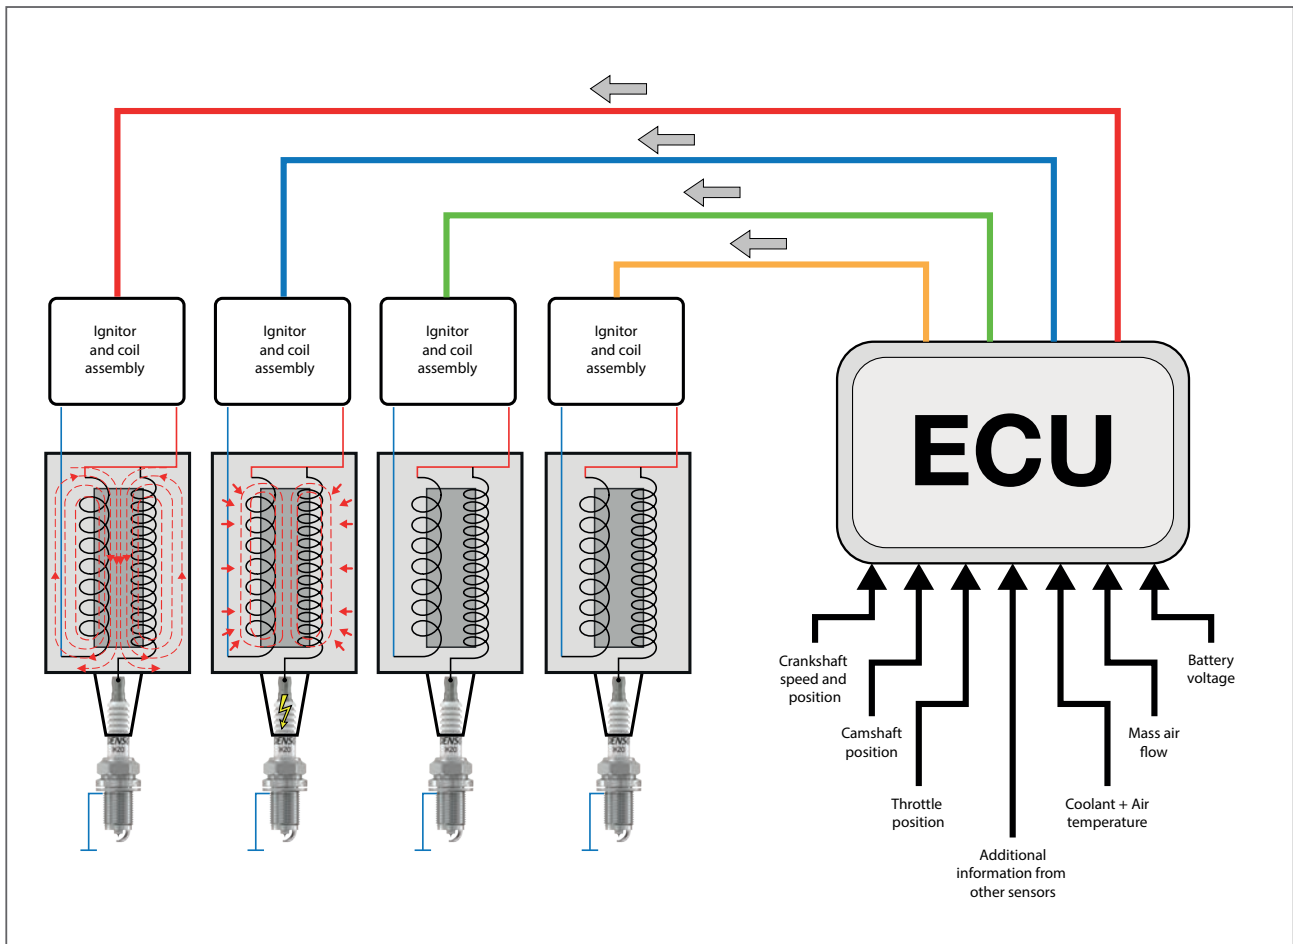 Ignitor
and coil
assembly
Ignitor
and coil
assembly
Ignitor
and coil
assembly
Ignitor
and coil
assembly
ECU
Crankshaft
speed and
position
Camshaft
position
Throttle
position
Additional
information from
other sensors
Coolant + Air
temperature
Mass air
flow
Battery
voltage